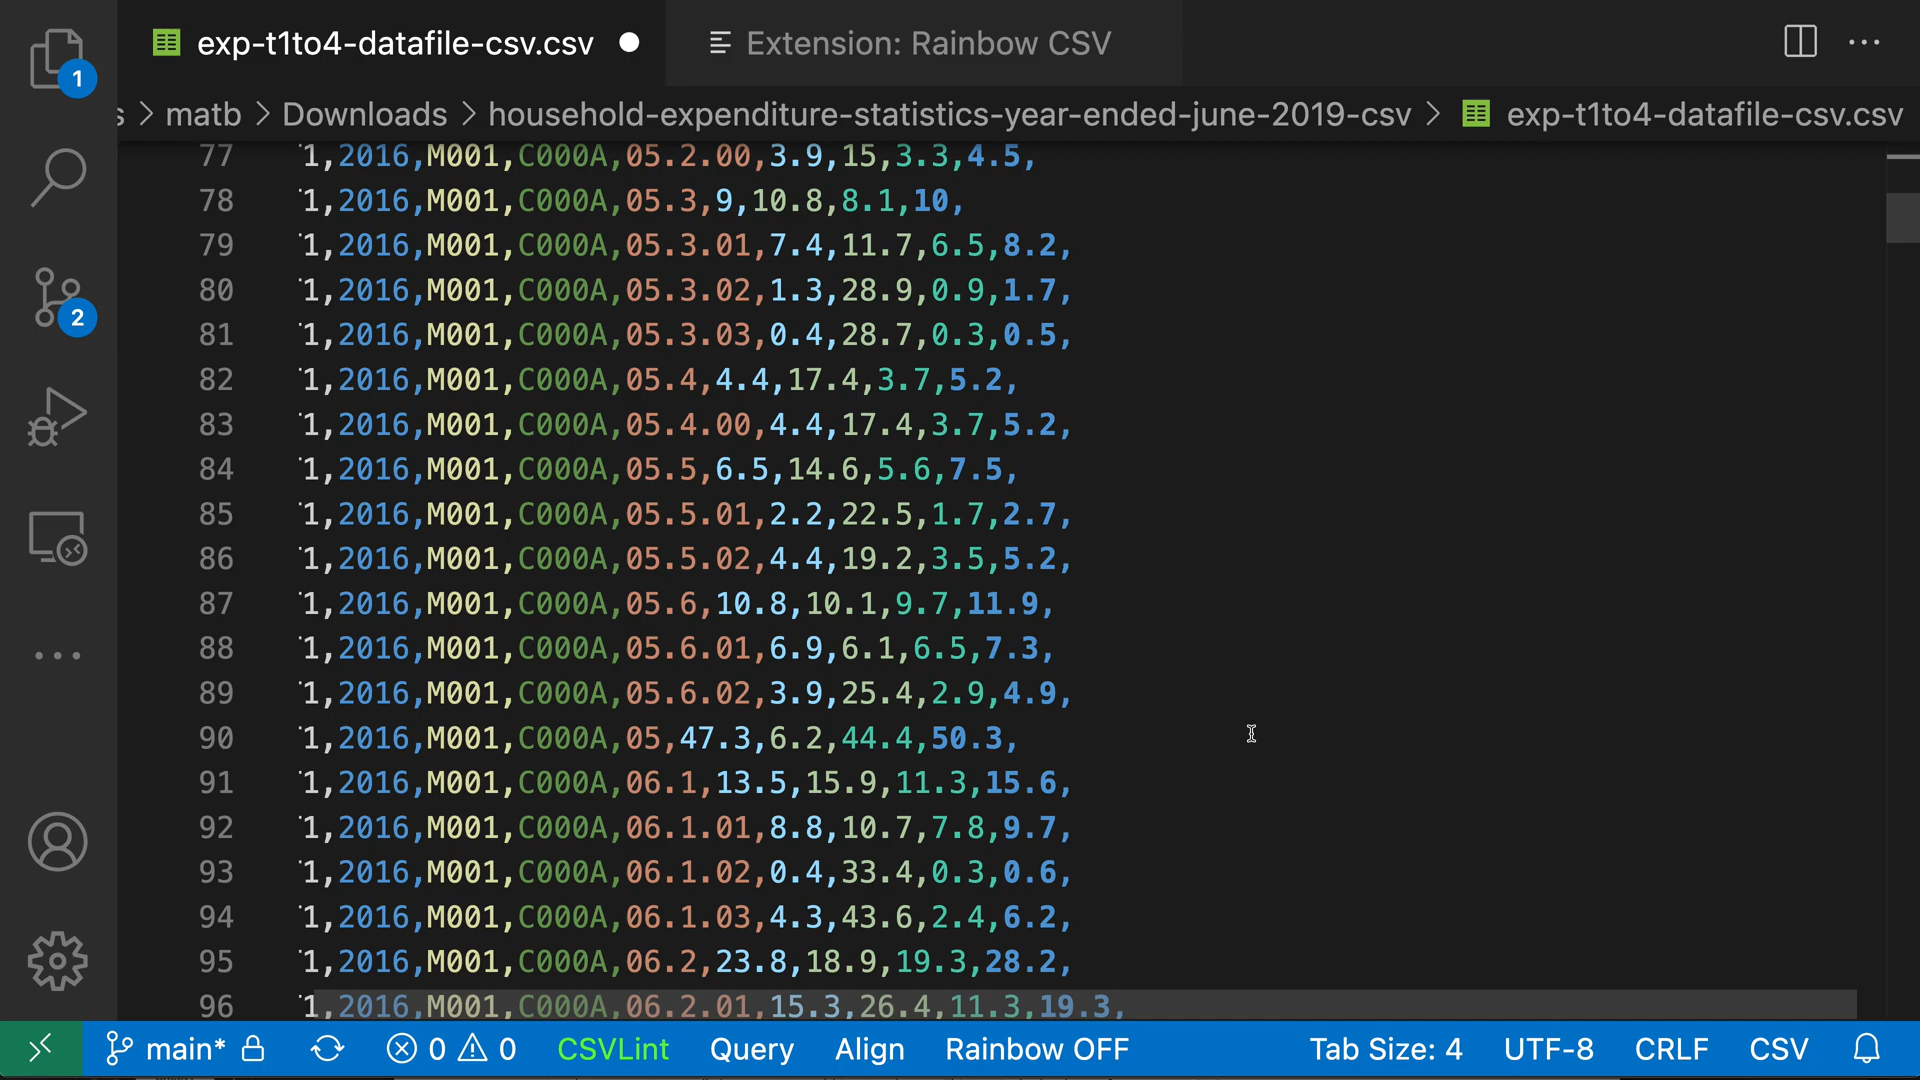 exp-t1to4-datafile-csv.csv Extension: Rainbow CSV
s > matb > Downloads > household-expenditure-statistics-year-ended-june-2019-csv > exp-t1to4-datafile-csv.csv
77 1,2016,M001,C000A,05.2.00,3.9,15,3.3,4.5,
78 1,2016,M001,C000A,05.3,9,10.8,8.1,10,
79 1,2016,M001,C000A,05.3.01,7.4,11.7,6.5,8.2,
80 1,2016,M001,C000A,05.3.02,1.3,28.9,0.9,1.7,
81 1,2016,M001,C000A,05.3.03,0.4,28.7,0.3,0.5,
82 1,2016,M001,C000A,05.4,4.4,17.4,3.7,5.2,
83 1,2016,M001,C000A,05.4.00,4.4,17.4,3.7,5.2,
84 1,2016,M001,C000A,05.5,6.5,14.6,5.6,7.5,
85 1,2016,M001,C000A,05.5.01,2.2,22.5,1.7,2.7,
86 1,2016,M001,C000A,05.5.02,4.4,19.2,3.5,5.2,
87 1,2016,M001,C000A,05.6,10.8,10.1,9.7,11.9,
88 1,2016,M001,C000A,05.6.01,6.9,6.1,6.5,7.3,
89 1,2016,M001,C000A,05.6.02,3.9,25.4,2.9,4.9,
90 1,2016,M001,C000A,05,47.3,6.2,44.4,50.3,
91 1,2016,M001,C000A,06.1,13.5,15.9,11.3,15.6,
92 1,2016,M001,C000A,06.1.01,8.8,10.7,7.8,9.7,
93 1,2016,M001,C000A,06.1.02,0.4,33.4,0.3,0.6,
94 1,2016,M001,C000A,06.1.03,4.3,43.6,2.4,6.2,
95 1,2016,M001,C000A,06.2,23.8,18.9,19.3,28.2,
96 1,2016,M001,C000A,06.2.01,15.3,26.4,11.3,19.3,
1
2
main* 0 0 CSVLint Query Align Rainbow OFF Tab Size: 4 UTF-8 CRLF CSV